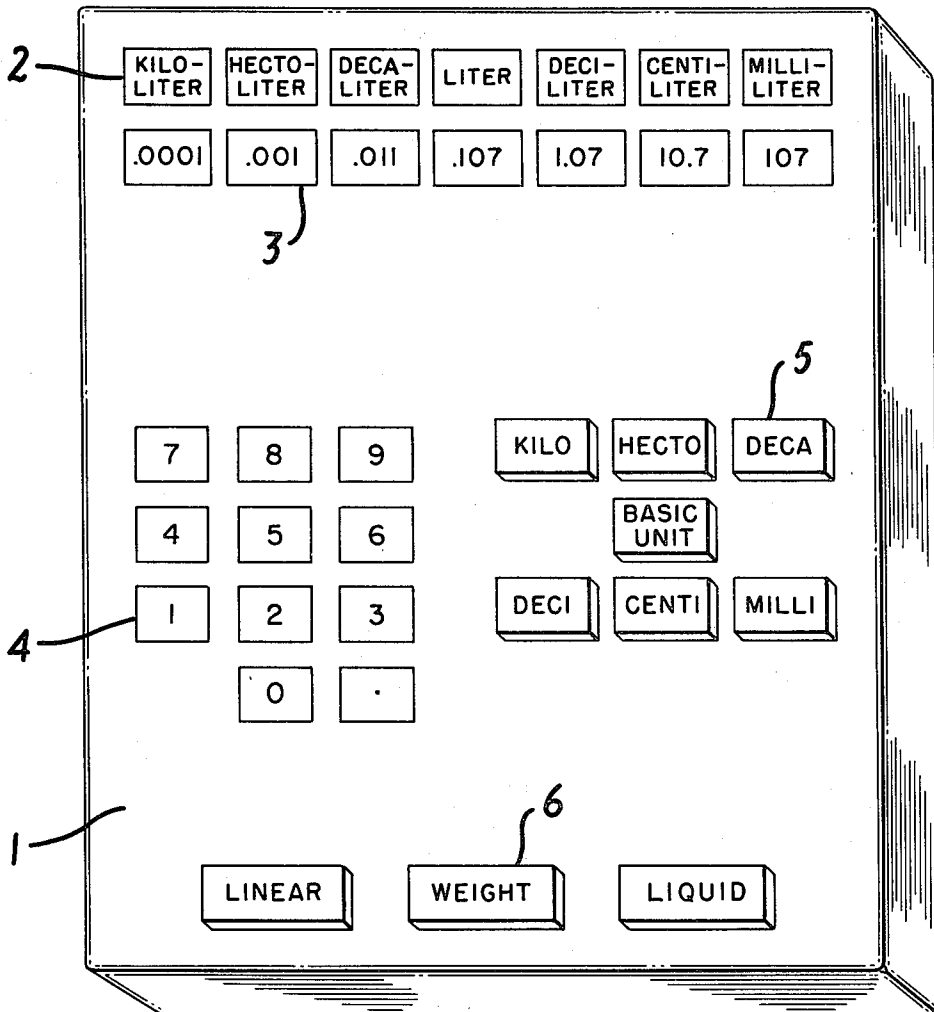 2
KILO-
LITER
HECTO-
LITER
DECA-
LITER
LITER
DECI-
LITER
CENTI-
LITER
MILLI-
LITER
.0001 .001 .011 .107 1.07 10.7 107
3
5
7 8 9
KILO HECTO DECA
4 5 6
BASIC
UNIT
1 2 3
DECI CENTI MILLI
4
0 .
1
6
LINEAR WEIGHT LIQUID